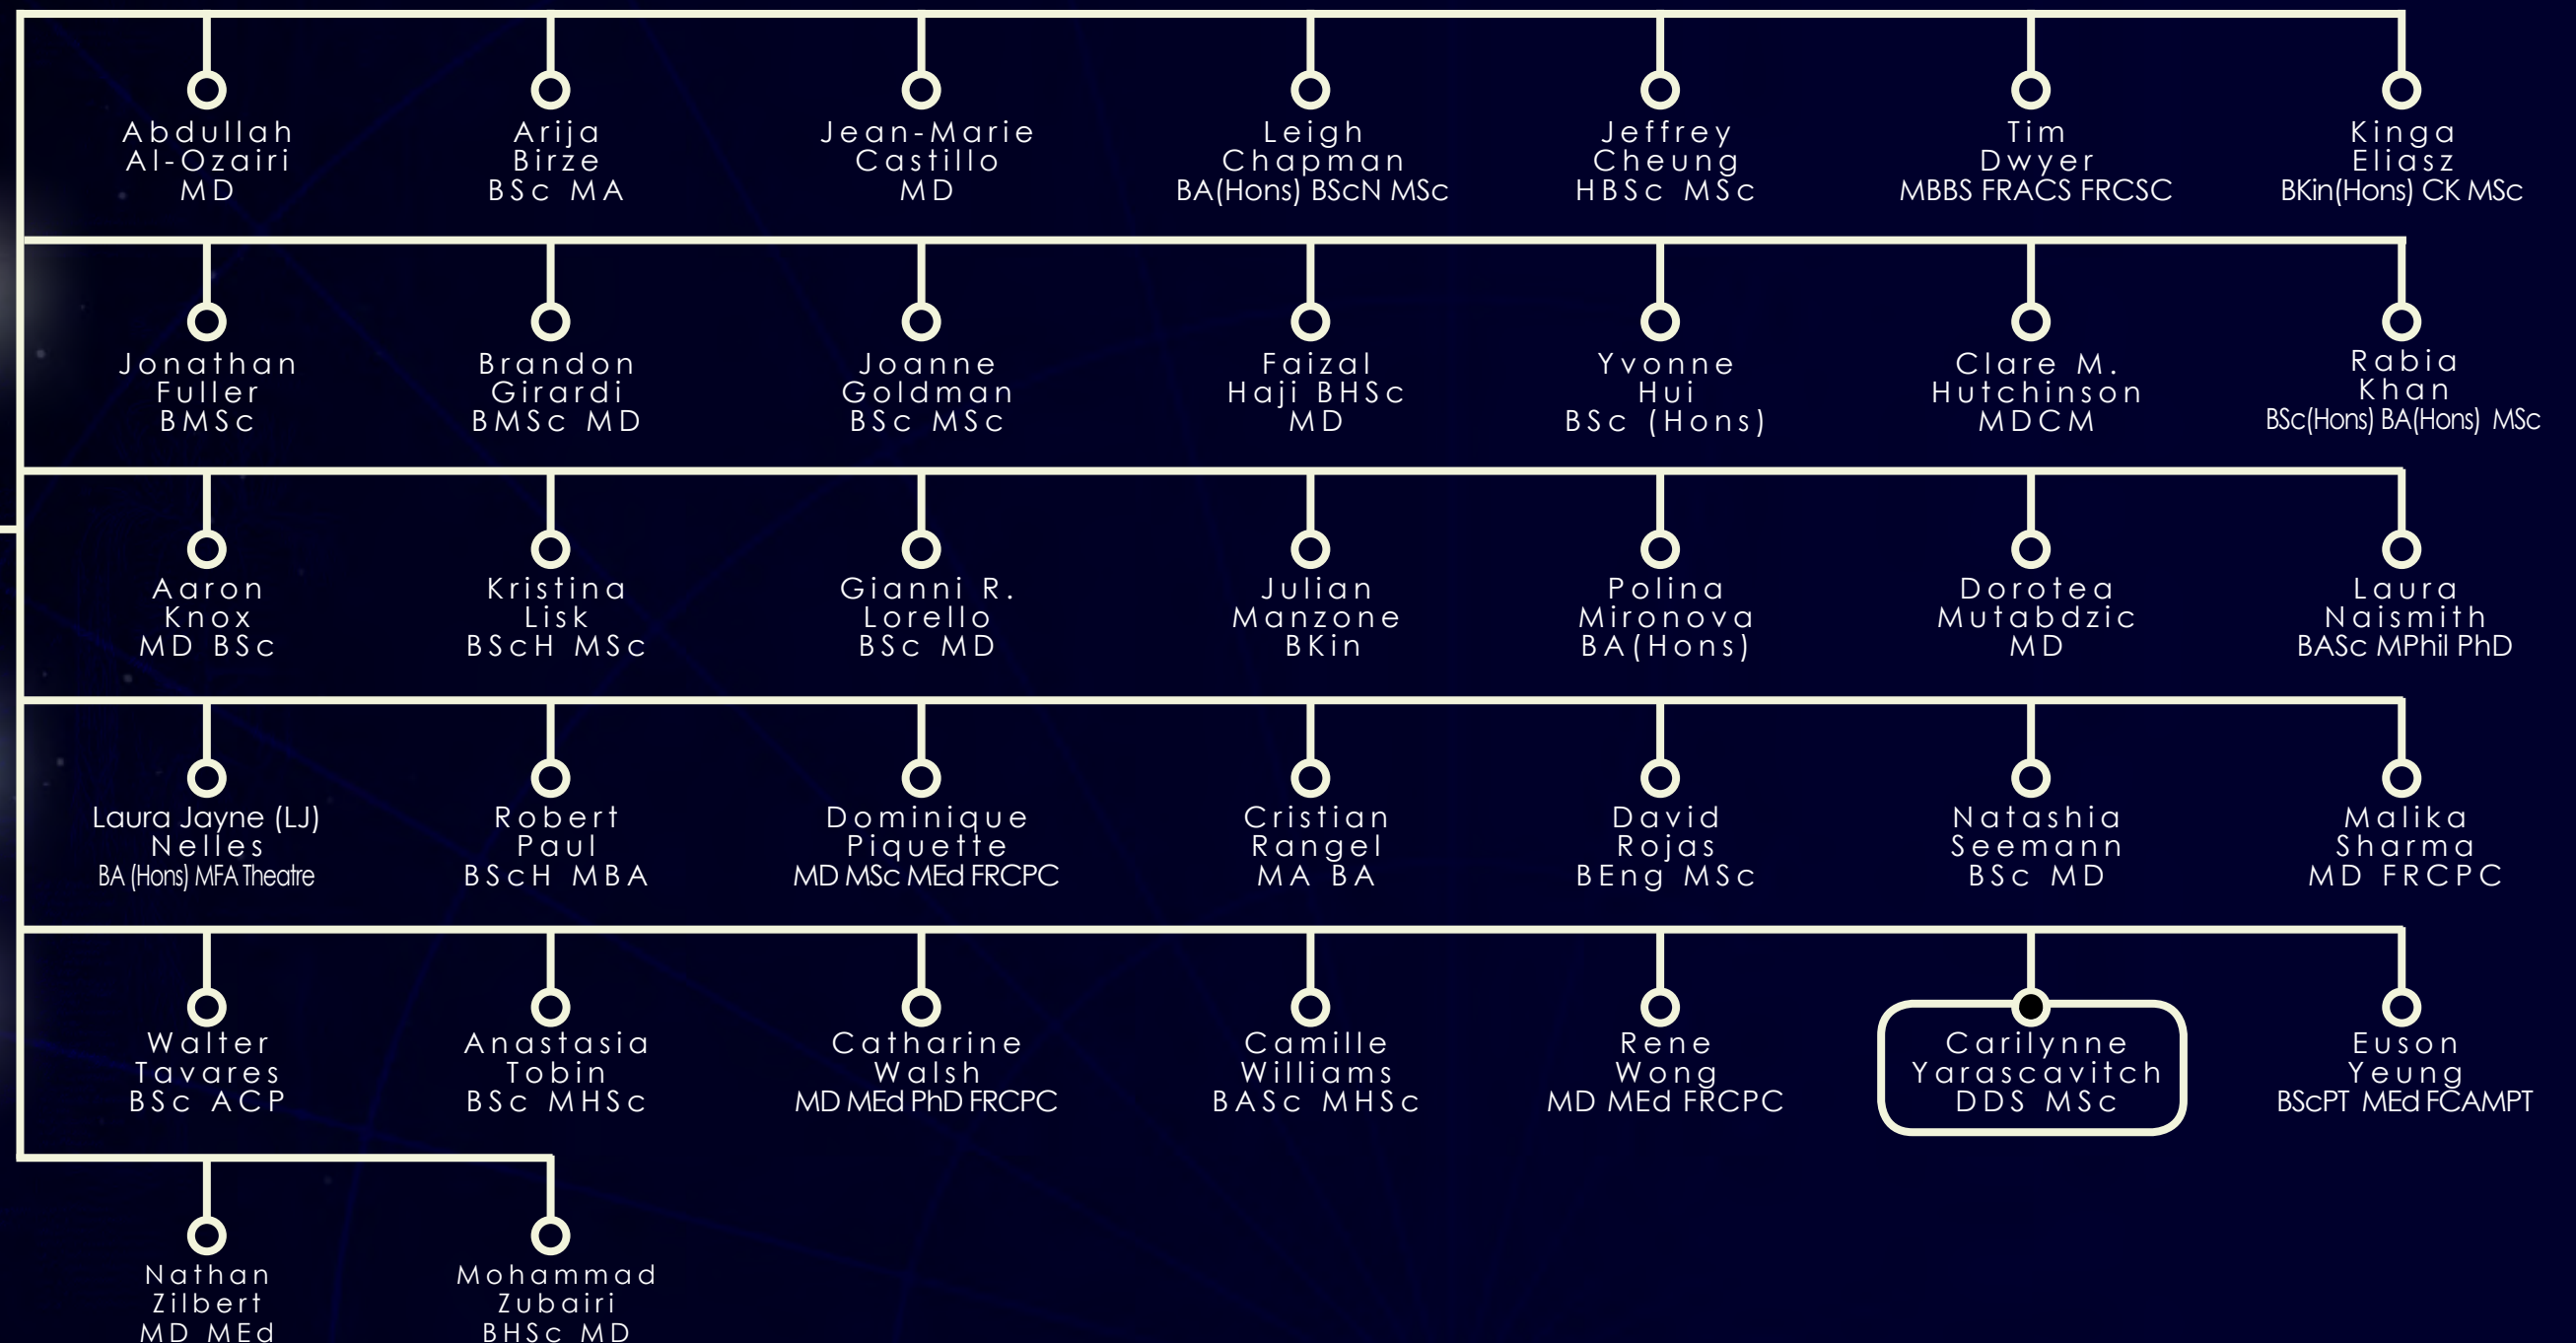 Abdullah
Al-Ozairi
MD
Arija
Birze
BSc MA
Jean-Marie
Castillo
MD
Leigh
Chapman
BA(Hons) BScN MSc
Jeffrey
Cheung
HBSc MSc
Tim
Dwyer
MBBS FRACS FRCSC
Kinga
Eliasz
BKin(Hons) CK MSc
Jonathan
Fuller
BMSc
Brandon
Girardi
BMSc MD
Joanne
Goldman
BSc MSc
Faizal
Haji BHSc
MD
Yvonne
Hui
BSc (Hons)
Clare M.
Hutchinson
MDCM
Rabia
Khan
BSc(Hons) BA(Hons) MSc
Aaron
Knox
MD BSc
Kristina
Lisk
BScH MSc
Gianni R.
Lorello
BSc MD
Julian
Manzone
BKin
Polina
Mironova
BA(Hons)
Dorotea
Mutabdzic
MD
Laura
Naismith
BASc MPhil PhD
Laura Jayne (LJ)
Nelles
BA (Hons) MFA Theatre
Robert
Paul
BScH MBA
Dominique
Piquette
MD MSc MEd FRCPC
Cristian
Rangel
MA BA
David
Rojas
BEng MSc
Natashia
Seemann
BSc MD
Malika
Sharma
MD FRCPC
Walter
Tavares
BSc ACP
Anastasia
Tobin
BSc MHSc
Catharine
Walsh
MD MEd PhD FRCPC
Camille
Williams
BASc MHSc
Rene
Wong
MD MEd FRCPC
Carilynne
Yarascavitch
DDS MSc
Euson
Yeung
BScPT MEd FCAMPT
Nathan
Zilbert
MD MEd
Mohammad
Zubairi
BHSc MD